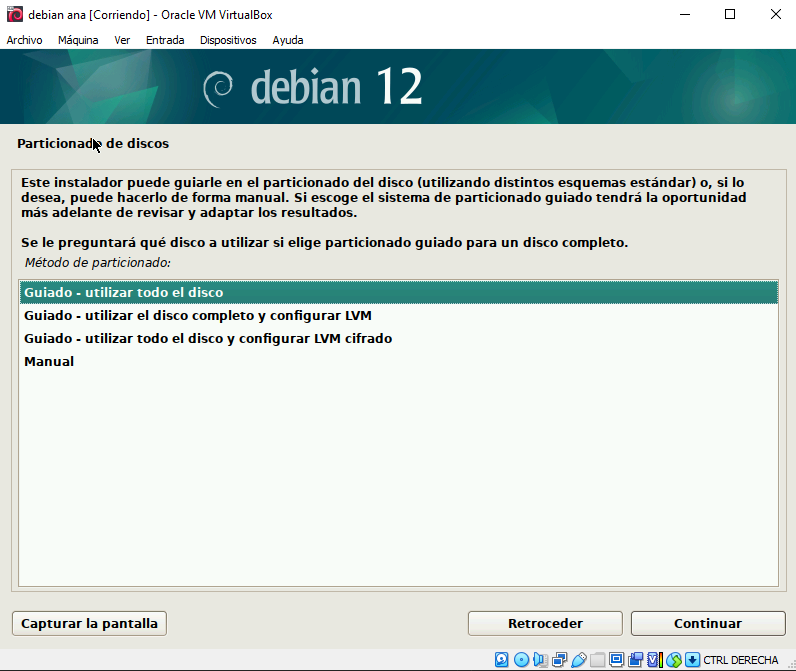 debian ana [Corriendo] - Oracle VM VirtualBox
Archivo Máquina Ver Entrada Dispositivos Ayuda
debian 12
Particionado de discos
Este instalador puede guiarle en el particionado del disco (utilizando distintos esquemas estándar) o, si lo
desea, puede hacerlo de forma manual. Si escoge el sistema de particionado guiado tendrá la oportunidad
más adelante de revisar y adaptar los resultados.
Se le preguntará qué disco a utilizar si elige particionado guiado para un disco completo.
Método de particionado:
Guiado - utilizar todo el disco
Guiado - utilizar el disco completo y configurar LVM
Guiado - utilizar todo el disco y configurar LVM cifrado
Manual
Capturar la pantalla Retroceder Continuar
CTRL DERECHA